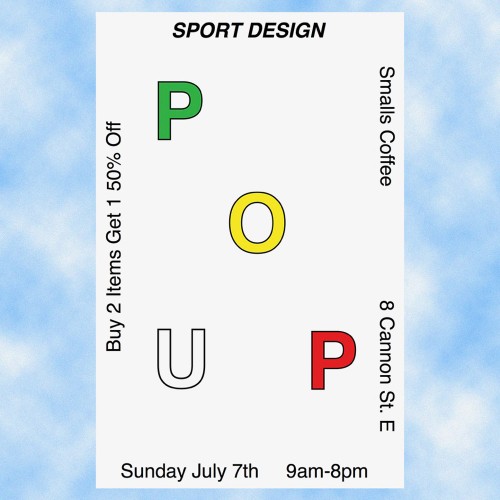 SPORT DESIGN
P
O
U P
Buy 2 Items Get 1 50% Off
Smalls Coffee
8 Cannon St. E
Sunday July 7th 9am-8pm